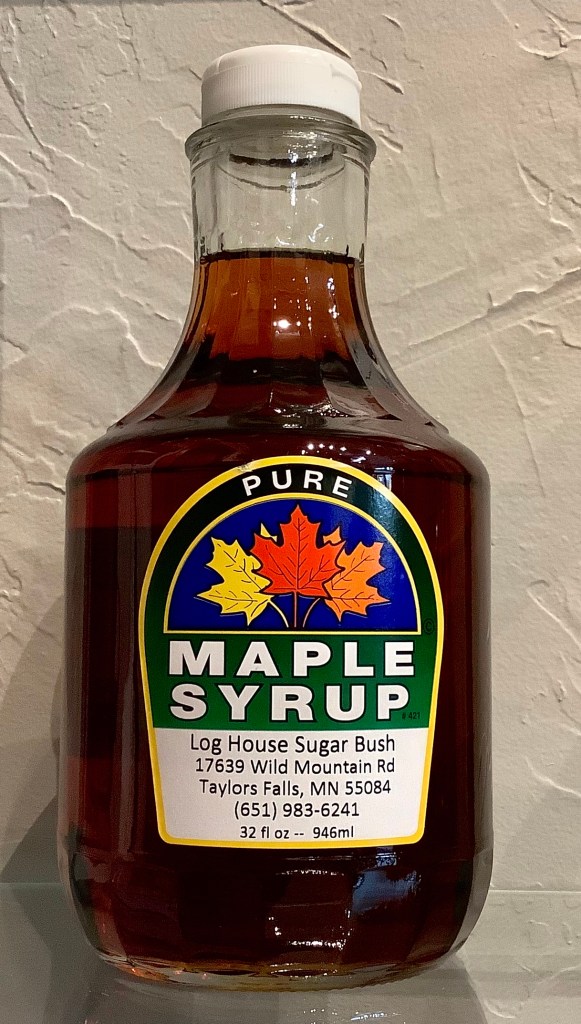 PURE
MAPLE
SYRUP
# 421
Log House Sugar Bush
17639 Wild Mountain Rd
Taylors Falls, MN 55084
(651) 983-6241
32 fl oz -- 946ml